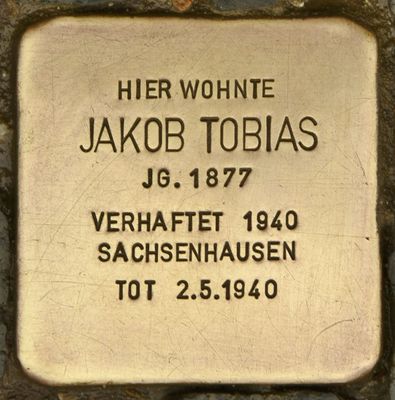 HIER WOHNTE
JAKOB TOBIAS
JG. 1877
VERHAFTET 1940
SACHSENHAUSEN
TOT 2.5.1940